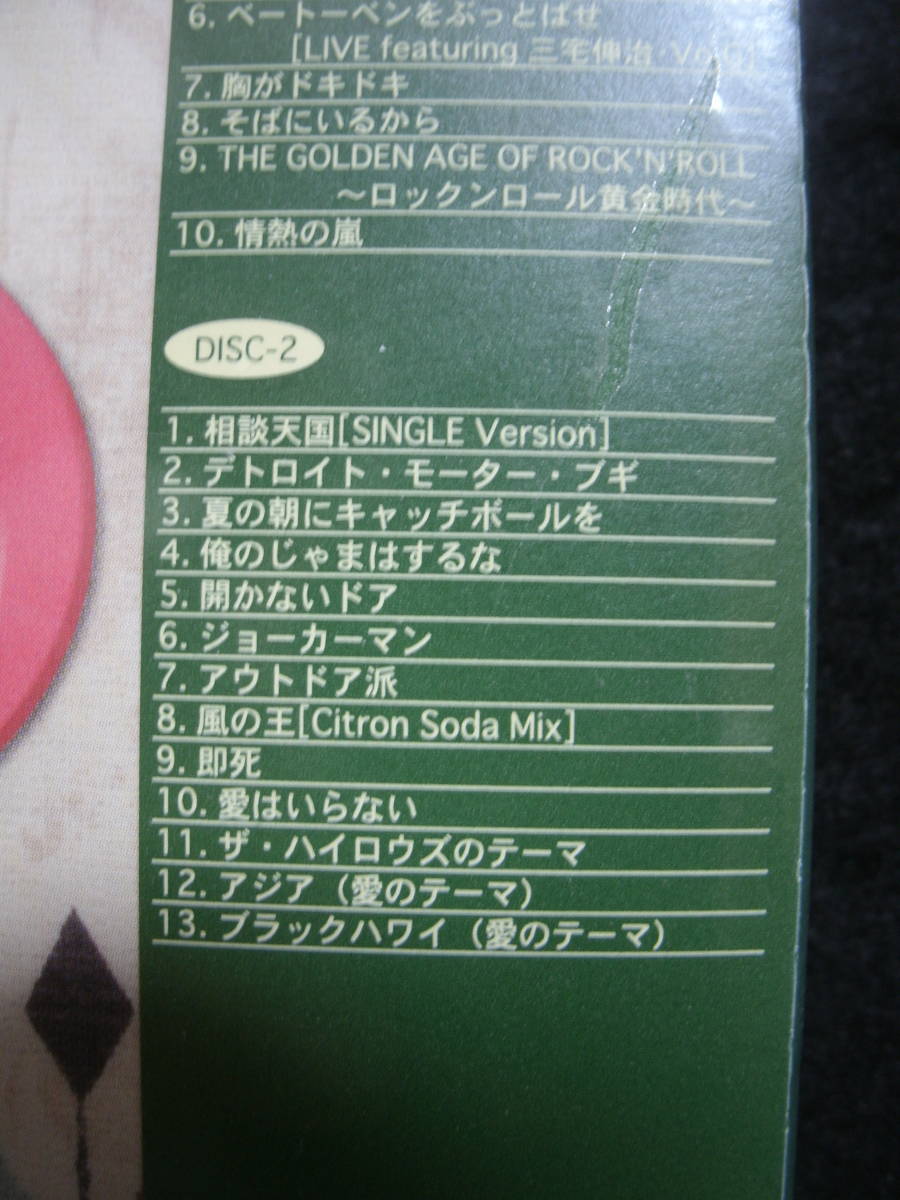 6. ベートーベンをぶっとばせ
[LIVE featuring 三宅伸治
7. 胸がドキドキ
8. そばにいるから
9. THE GOLDEN AGE OF ROCK'N'ROLL
～ロックンロール黄金時代～
10. 情熱の嵐
DISC-2
1. 相談天国[SINGLE Version]
2. デトロイト・モーター・ブギ
3. 夏の朝にキャッチボールを
4. 俺のじゃまはするな
5. 開かないドア
6. ジョーカーマン
7. アウトドア派
8. 風の王[Citron Soda Mix]
9. 即死
10. 愛はいらない
11. ザ・ハイロウズのテーマ
12. アジア（愛のテーマ）
13. ブラックハワイ（愛のテーマ）